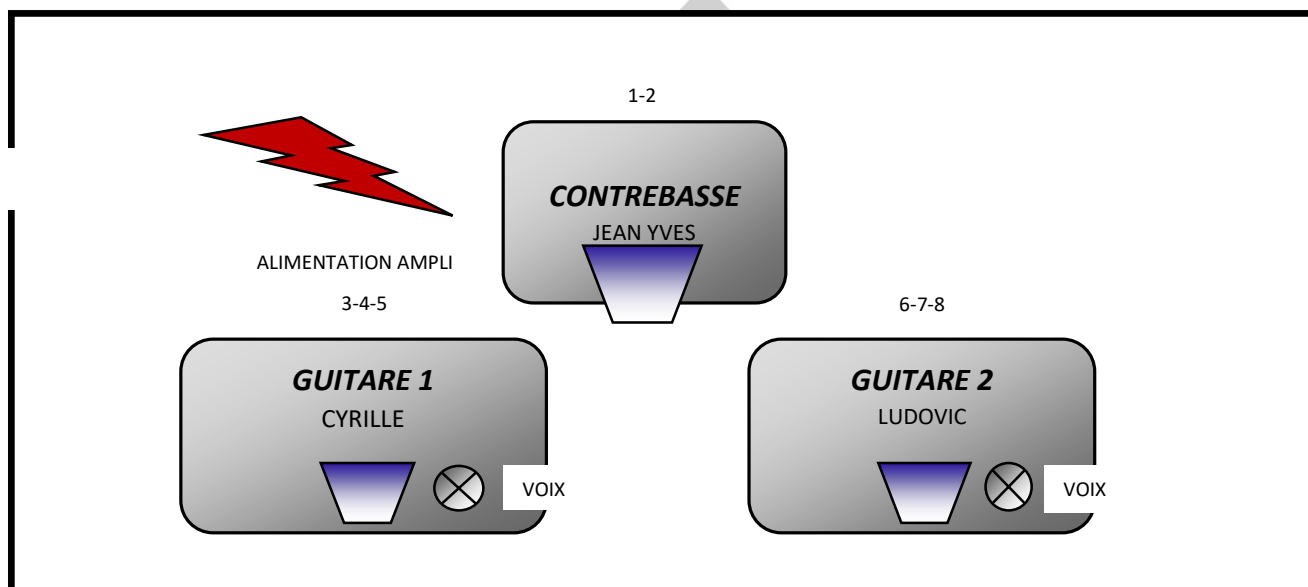 1-2
CONTREBASSE
JEAN YVES
ALIMENTATION AMPLI
3-4-5
6-7-8
GUITARE 1
CYRILLE
VOIX
GUITARE 2
LUDOVIC
VOIX